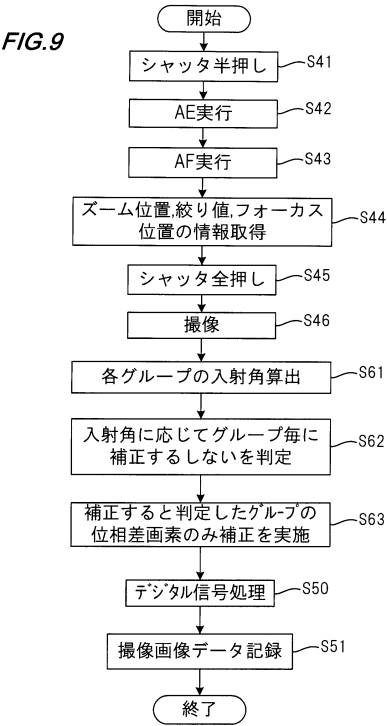 FIG.9
開始
シャッタ半押し
S41
AE実行
S42
AF実行
S43
ズーム位置,絞り値,フォーカス
位置の情報取得
S44
シャッタ全押し
S45
撮像
S46
各グループの入射角算出
S61
入射角に応じてグループ毎に
補正するしないを判定
S62
補正すると判定したグループの
位相差画素のみ補正を実施
S63
デジタル信号処理
S50
撮像画像データ記録
S51
終了